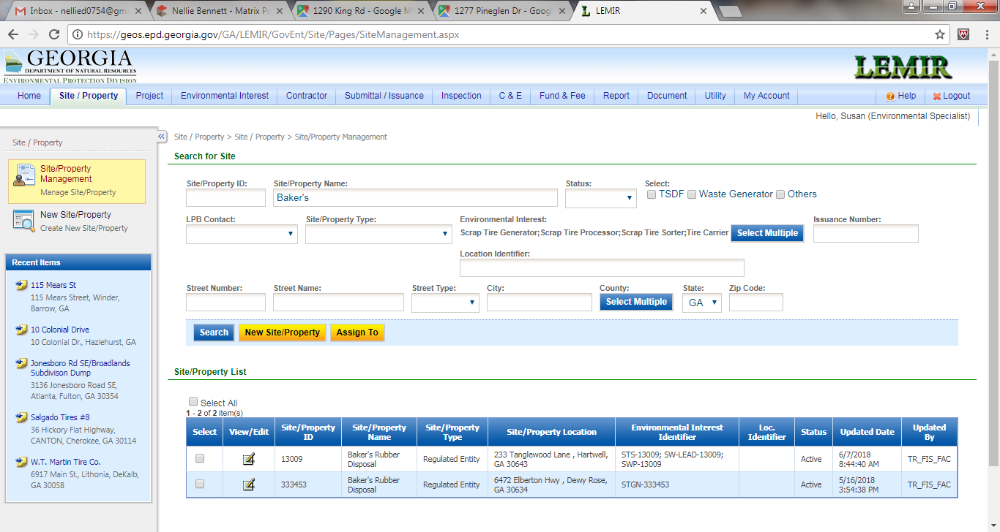 Inbox - nellied0754@gm
Nellie Bennett - Matrix Po
1290 King Rd - Google M
1277 Pineglen Dr - Goog
LEMIR
https://geos.epd.georgia.gov/GA/LEMIR/GovEnt/Site/Pages/SiteManagement.aspx
GEORGIA
DEPARTMENT OF NATURAL RESOURCES
ENVIRONMENTAL PROTECTION DIVISION
LEMIR
Home Site / Property Project Environmental Interest Contractor Submittal / Issuance Inspection C & E Fund & Fee Report Document Utility My Account Help Logout
Hello, Susan (Environmental Specialist)
Site / Property
Site/Property Management
Manage Site/Property
New Site/Property
Create New Site/Property
Recent Items
115 Mears St
115 Mears Street, Winder,
Barrow, GA
10 Colonial Drive
10 Colonial Dr., Hazlehurst, GA
Jonesboro Rd SE/Broadlands
Subdivison Dump
3136 Jonesboro Road SE,
Atlanta, Fulton, GA 30354
Salgado Tires #8
36 Hickory Flat Highway,
CANTON, Cherokee, GA 30114
W.T. Martin Tire Co.
6917 Main St., Lithonia, DeKalb,
GA 30058
Site / Property > Site / Property > Site/Property Management
Search for Site
Site/Property ID: Site/Property Name: Status: Select:
Baker's TSDF Waste Generator Others
LPB Contact: Site/Property Type: Environmental Interest: Issuance Number:
Scrap Tire Generator;Scrap Tire Processor;Scrap Tire Sorter;Tire Carrier Select Multiple
Location Identifier:
Street Number: Street Name: Street Type: City: County: State: Zip Code:
Select Multiple GA
Search New Site/Property Assign To
Site/Property List
Select All
1 - 2 of 2 item(s)
Select View/Edit Site/Property ID Site/Property Name Site/Property Type Site/Property Location Environmental Interest Identifier Loc. Identifier Status Updated Date Updated By
13009 Baker's Rubber Disposal Regulated Entity 233 Tanglewood Lane , Hartwell, GA 30643 STS-13009; SW-LEAD-13009; SWP-13009 Active 6/7/2018 8:44:40 AM TR_FIS_FAC
333453 Baker's Rubber Disposal Regulated Entity 6472 Elberton Hwy , Dewy Rose, GA 30634 STGN-333453 Active 5/16/2018 3:54:38 PM TR_FIS_FAC